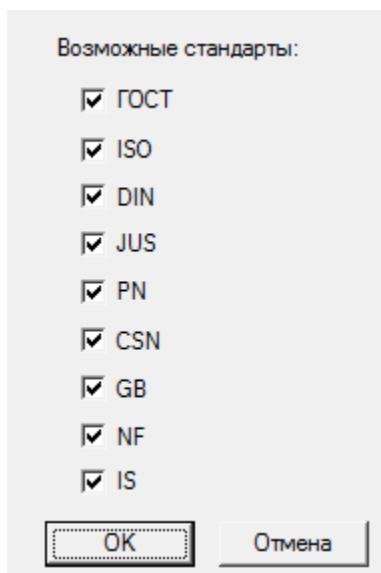 Возможные стандарты:
ГОСТ
ISO
DIN
JUS
PN
CSN
GB
NF
IS
OK Отмена